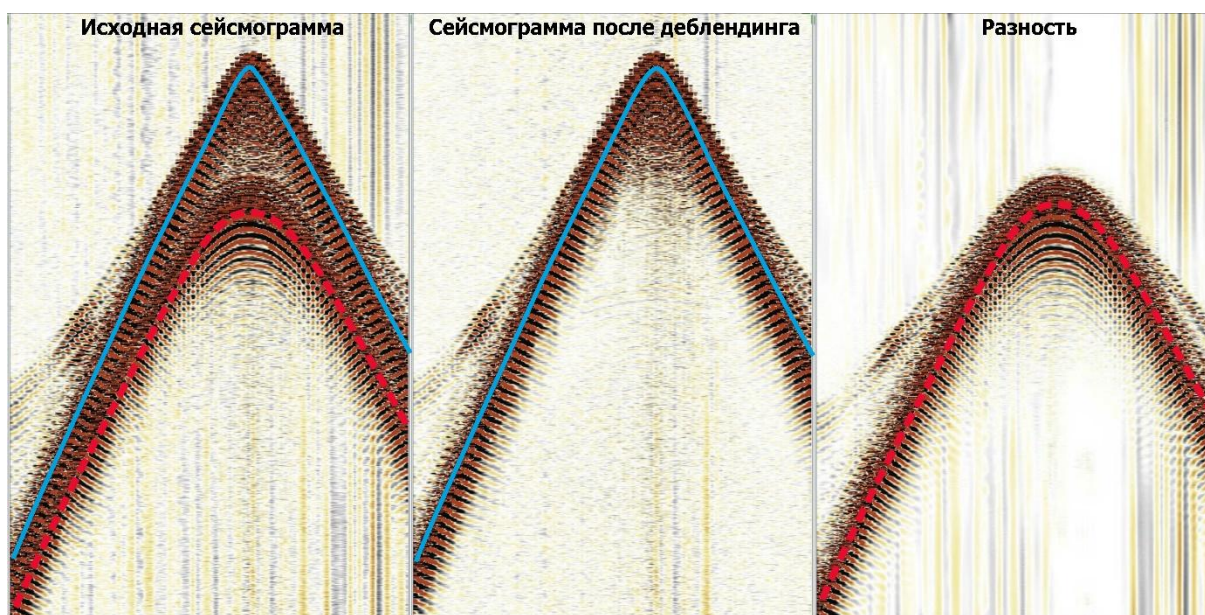 Исходная сейсмограмма
Сейсмограмма после деблендинга
Разность